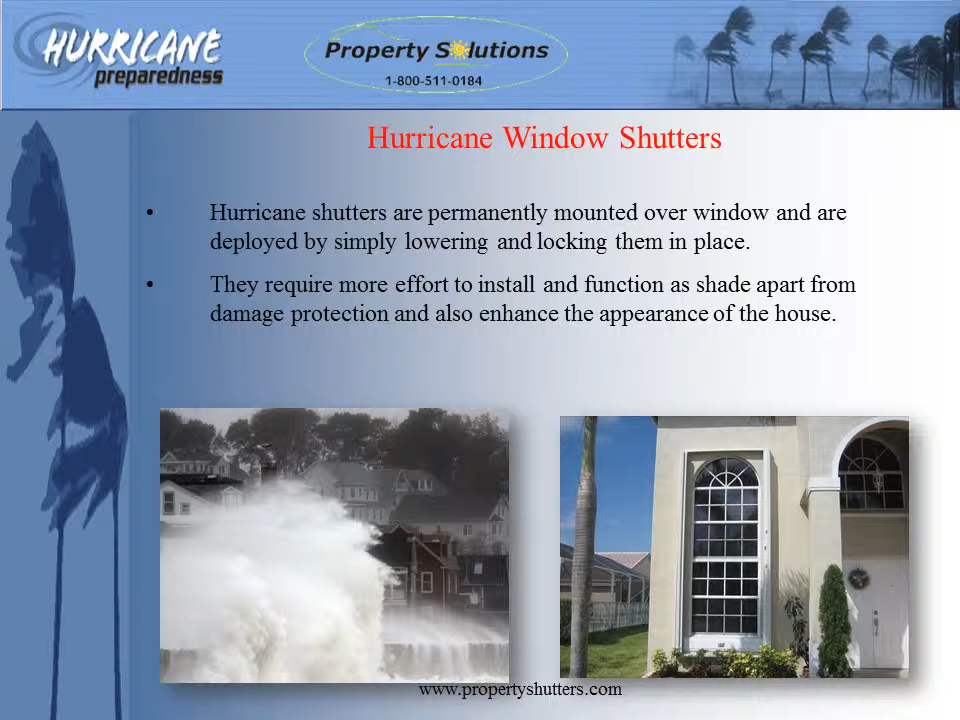 HURRICANE
preparedness
Property Solutions
1-800-511-0184
Hurricane Window Shutters
• Hurricane shutters are permanently mounted over window and are
deployed by simply lowering and locking them in place.
• They require more effort to install and function as shade apart from
damage protection and also enhance the appearance of the house.
www.propertyshutters.com